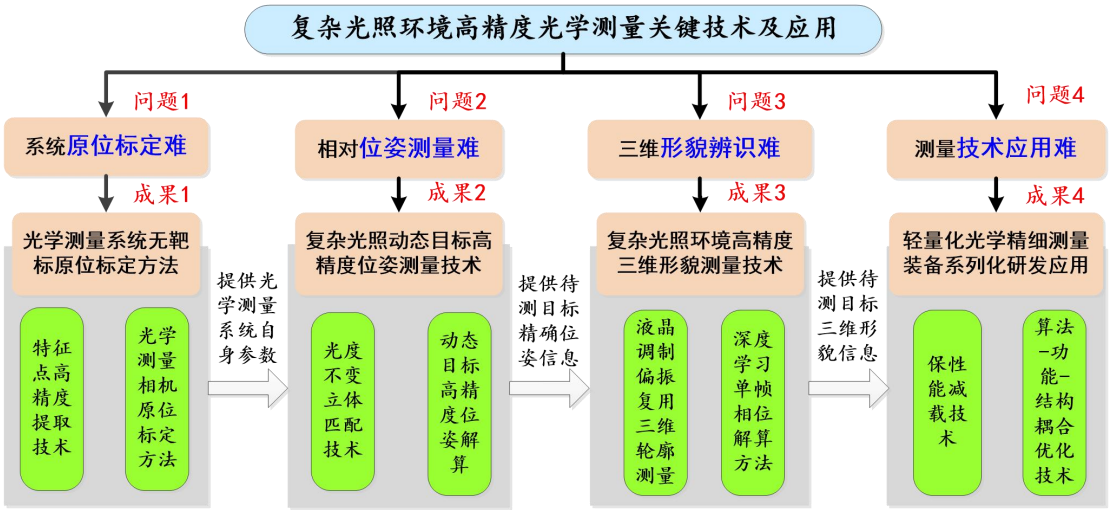 复杂光照环境高精度光学测量关键技术及应用
问题1
问题2
问题3
问题4
系统原位标定难
相对位姿测量难
三维形貌辨识难
测量技术应用难
成果1
成果2
成果3
成果4
光学测量系统无靶
标原位标定方法
复杂光照动态目标高
精度位姿测量技术
复杂光照环境高精度
三维形貌测量技术
轻量化光学精细测量
装备系列化研发应用
特征
点高
精度
提取
技术
光学
测量
相机
原位
标定
方法
提供光
学测量
系统自
身参数
光度
不变
立体
匹配
技术
动态
目标
高精
度位
姿解
算
提供待
测目标
精确位
姿信息
液晶
调制
偏振
复用
三维
轮廓
测量
深度
学习
单帧
相位
解算
方法
提供待
测目标
三维形
貌信息
保性
能减
载技
术
算法
-功
能-
结构
耦合
优化
技术